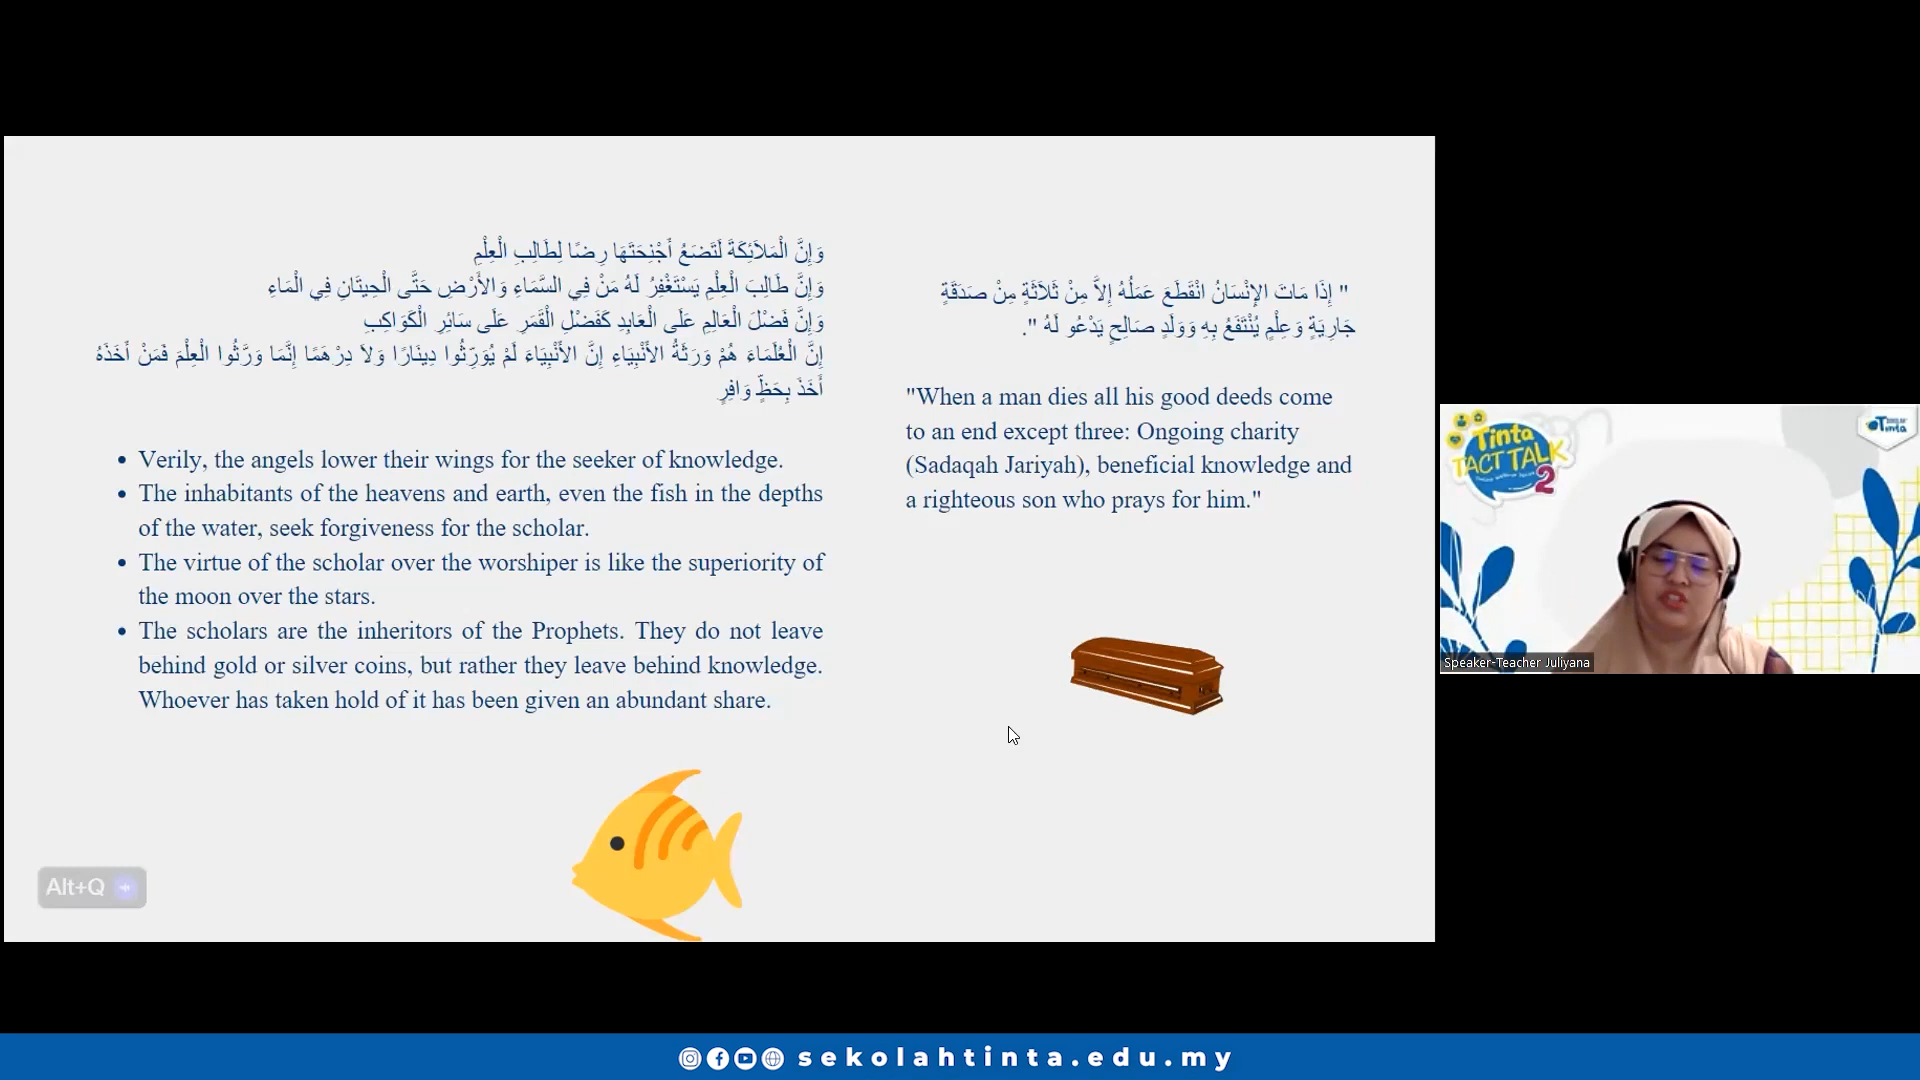 وَإِنَّ الْمَلاَئِكَةَ لَتَضَعُ أَجْنِحَتَهَا رِضًا لِطَالِبِ الْعِلْمِ
وَإِنَّ طَالِبَ الْعِلْمِ يَسْتَغْفِرُ لَهُ مَنْ فِي السَّمَاءِ وَالأَرْضِ حَتَّى الْحِيتَانِ فِي الْمَاءِ
وَإِنَّ فَضْلَ الْعَالِمِ عَلَى الْعَابِدِ كَفَضْلِ الْقَمَرِ عَلَى سَائِرِ الْكَوَاكِبِ
إِنَّ الْعُلَمَاءَ هُمْ وَرَثَةُ الأَنْبِيَاءِ إِنَّ الأَنْبِيَاءَ لَمْ يُوَرِّثُوا دِينَارًا وَلاَ دِرْهَمًا إِنَّمَا وَرَّثُوا الْعِلْمَ فَمَنْ أَخَذَهُ
أَخَذَ بِحَظٍّ وَافِرٍ
• Verily, the angels lower their wings for the seeker of knowledge.
• The inhabitants of the heavens and earth, even the fish in the depths
of the water, seek forgiveness for the scholar.
• The virtue of the scholar over the worshiper is like the superiority of
the moon over the stars.
• The scholars are the inheritors of the Prophets. They do not leave
behind gold or silver coins, but rather they leave behind knowledge.
Whoever has taken hold of it has been given an abundant share.
" إِذَا مَاتَ الإِنْسَانُ انْقَطَعَ عَمَلُهُ إِلاَّ مِنْ ثَلاَثَةٍ مِنْ صَدَقَةٍ
جَارِيَةٍ وَعِلْمٍ يُنْتَفَعُ بِهِ وَوَلَدٍ صَالِحٍ يَدْعُو لَهُ ".
"When a man dies all his good deeds come
to an end except three: Ongoing charity
(Sadaqah Jariyah), beneficial knowledge and
a righteous son who prays for him."
Alt+Q
Tinta
TACT TALK
2
Tinta
Speaker-Teacher Juliyana
sekolahtinta.edu.my